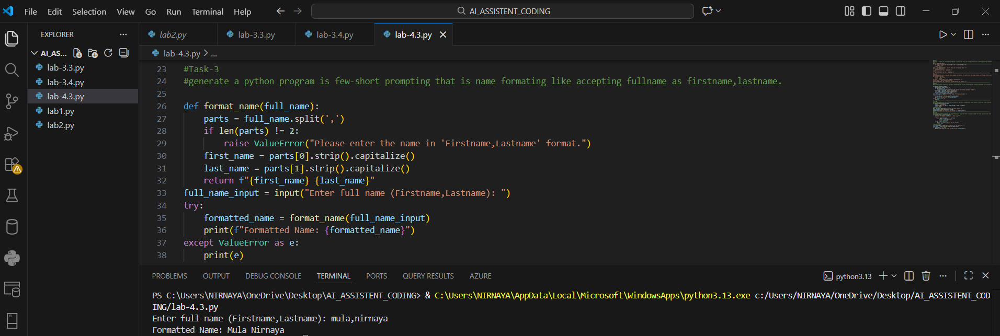 File Edit Selection View Go Run Terminal Help AI_ASSISTENT_CODING
EXPLORER
AI_AS...
lab-3.3.py
lab-3.4.py
lab-4.3.py
lab1.py
lab2.py
lab2.py lab-3.3.py lab-3.4.py lab-4.3.py
lab-4.3.py > ...
23 #Task-3
24 #generate a python program is few-short prompting that is name formating like accepting fullname as firstname,lastname.
25
26 def format_name(full_name):
27     parts = full_name.split(',')
28     if len(parts) != 2:
29         raise ValueError("Please enter the name in 'Firstname,Lastname' format.")
30     first_name = parts[0].strip().capitalize()
31     last_name = parts[1].strip().capitalize()
32     return f"{first_name} {last_name}"
33 full_name_input = input("Enter full name (Firstname,Lastname): ")
34 try:
35     formatted_name = format_name(full_name_input)
36     print(f"Formatted Name: {formatted_name}")
37 except ValueError as e:
38     print(e)
PROBLEMS OUTPUT DEBUG CONSOLE TERMINAL PORTS QUERY RESULTS AZURE python3.13
PS C:\Users\NIRNAYA\OneDrive\Desktop\AI_ASSISTENT_CODING> & C:\Users\NIRNAYA\AppData\Local\Microsoft\WindowsApps\python3.13.exe c:/Users/NIRNAYA/OneDrive/Desktop/AI_ASSISTENT_COD
ING/lab-4.3.py
Enter full name (Firstname,Lastname): mula,nirnaya
Formatted Name: Mula Nirnaya